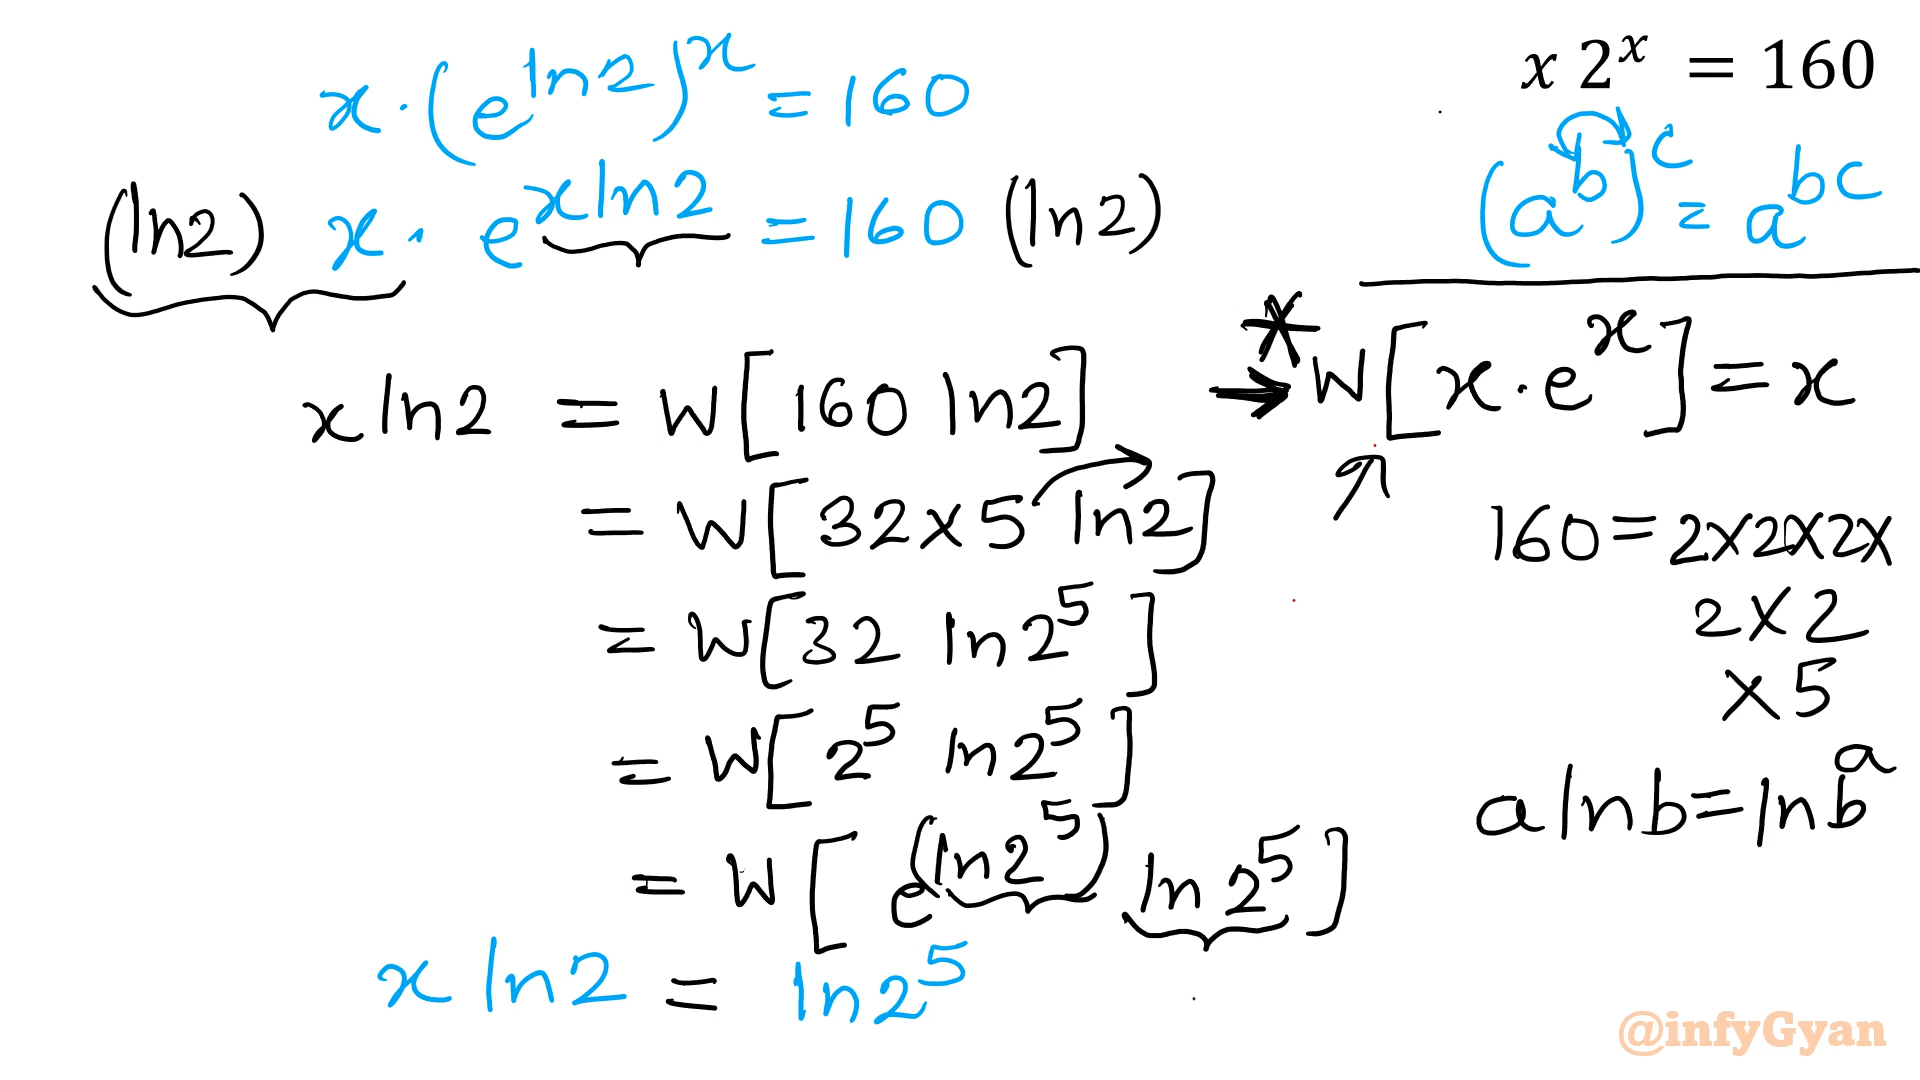 x 2^x = 160
x·(e^{ln2})^x = 160
(ln2) x· e^{xln2} = 160 (ln2)
x ln2 = W[160 ln2]
= W[32×5 ln2]
= W[32 ln2^5]
= W[2^5 ln2^5]
= W[e^{(ln2^5)} ln2^5]
x ln2 = ln2^5
(a^b)^c = a^{bc}
* → W[x·e^x] = x
160 = 2×2×2×
2×2
×5
a lnb = lnb^a
@infyGyan